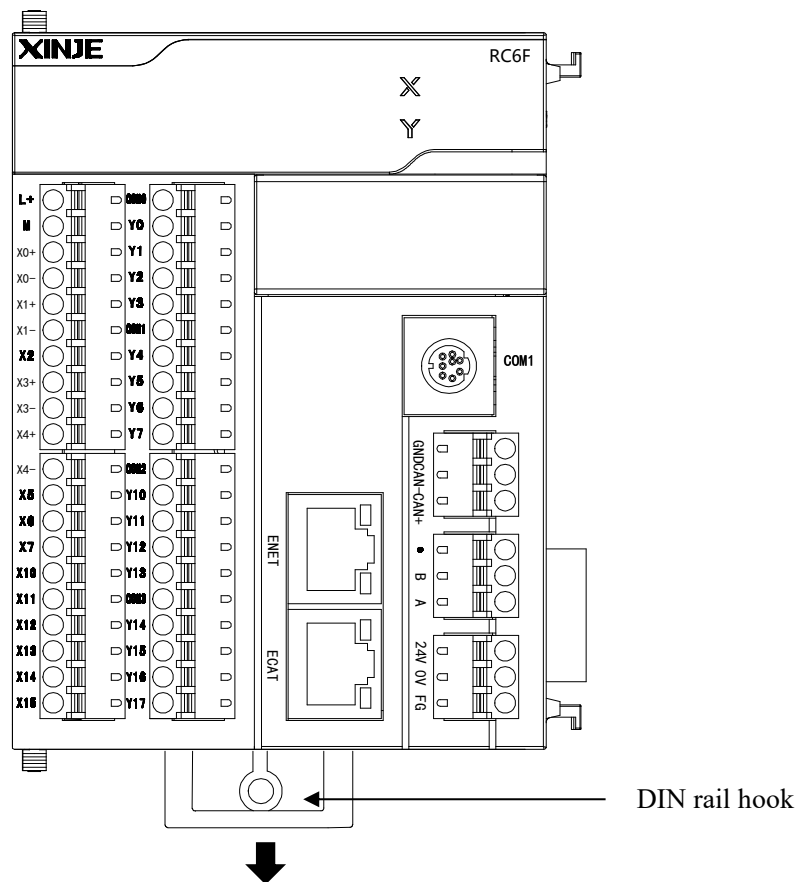 XINJE
RC6F
X
Y
L+ COM0
M Y0
X0+ Y1
X0- Y2
X1+ Y3
X1- COM1
X2 Y4
X3+ Y5
X3- Y6
X4+ Y7
X4- COM2
X5 Y10
X6 Y11
X7 Y12
X10 Y13
X11 COM3
X12 Y14
X13 Y15
X14 Y16
X15 Y17
COM1
GND CAN- CAN+
ENET
● B A
ECAT
24V 0V FG
DIN rail hook